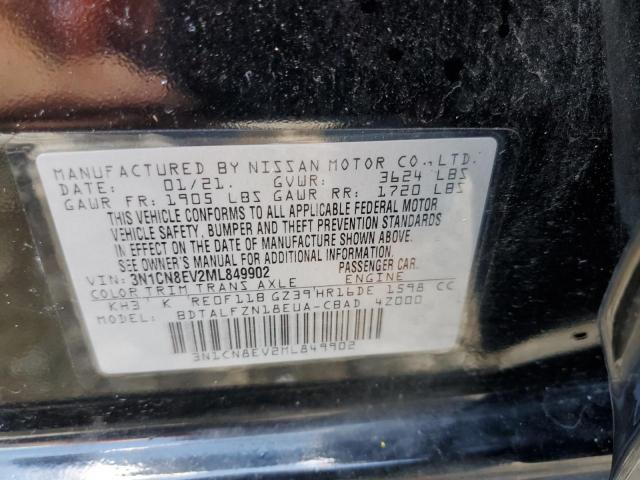 MANUFACTURED BY NISSAN MOTOR CO.,LTD.
DATE: 01/21. GVWR: 3624 LBS
GAWR FR: 1905 LBS GAWR RR: 1720 LBS
THIS VEHICLE CONFORMS TO ALL APPLICABLE FEDERAL MOTOR
VEHICLE SAFETY, BUMPER AND THEFT PREVENTION STANDARDS
IN EFFECT ON THE DATE OF MANUFACTURE SHOWN ABOVE.
SEE OWNER'S MANUAL FOR ADDITIONAL INFORMATION
VIN: 3N1CN8EV2ML849902 PASSENGER CAR.
COLOR TRIM TRANS AXLE ENGINE
KH3 K RE0F11B GZ39 HR16DE 1598 CC
MODEL: BDTALFZN18EUA-CBAD 4Z000
3N1CN8EV2ML849902